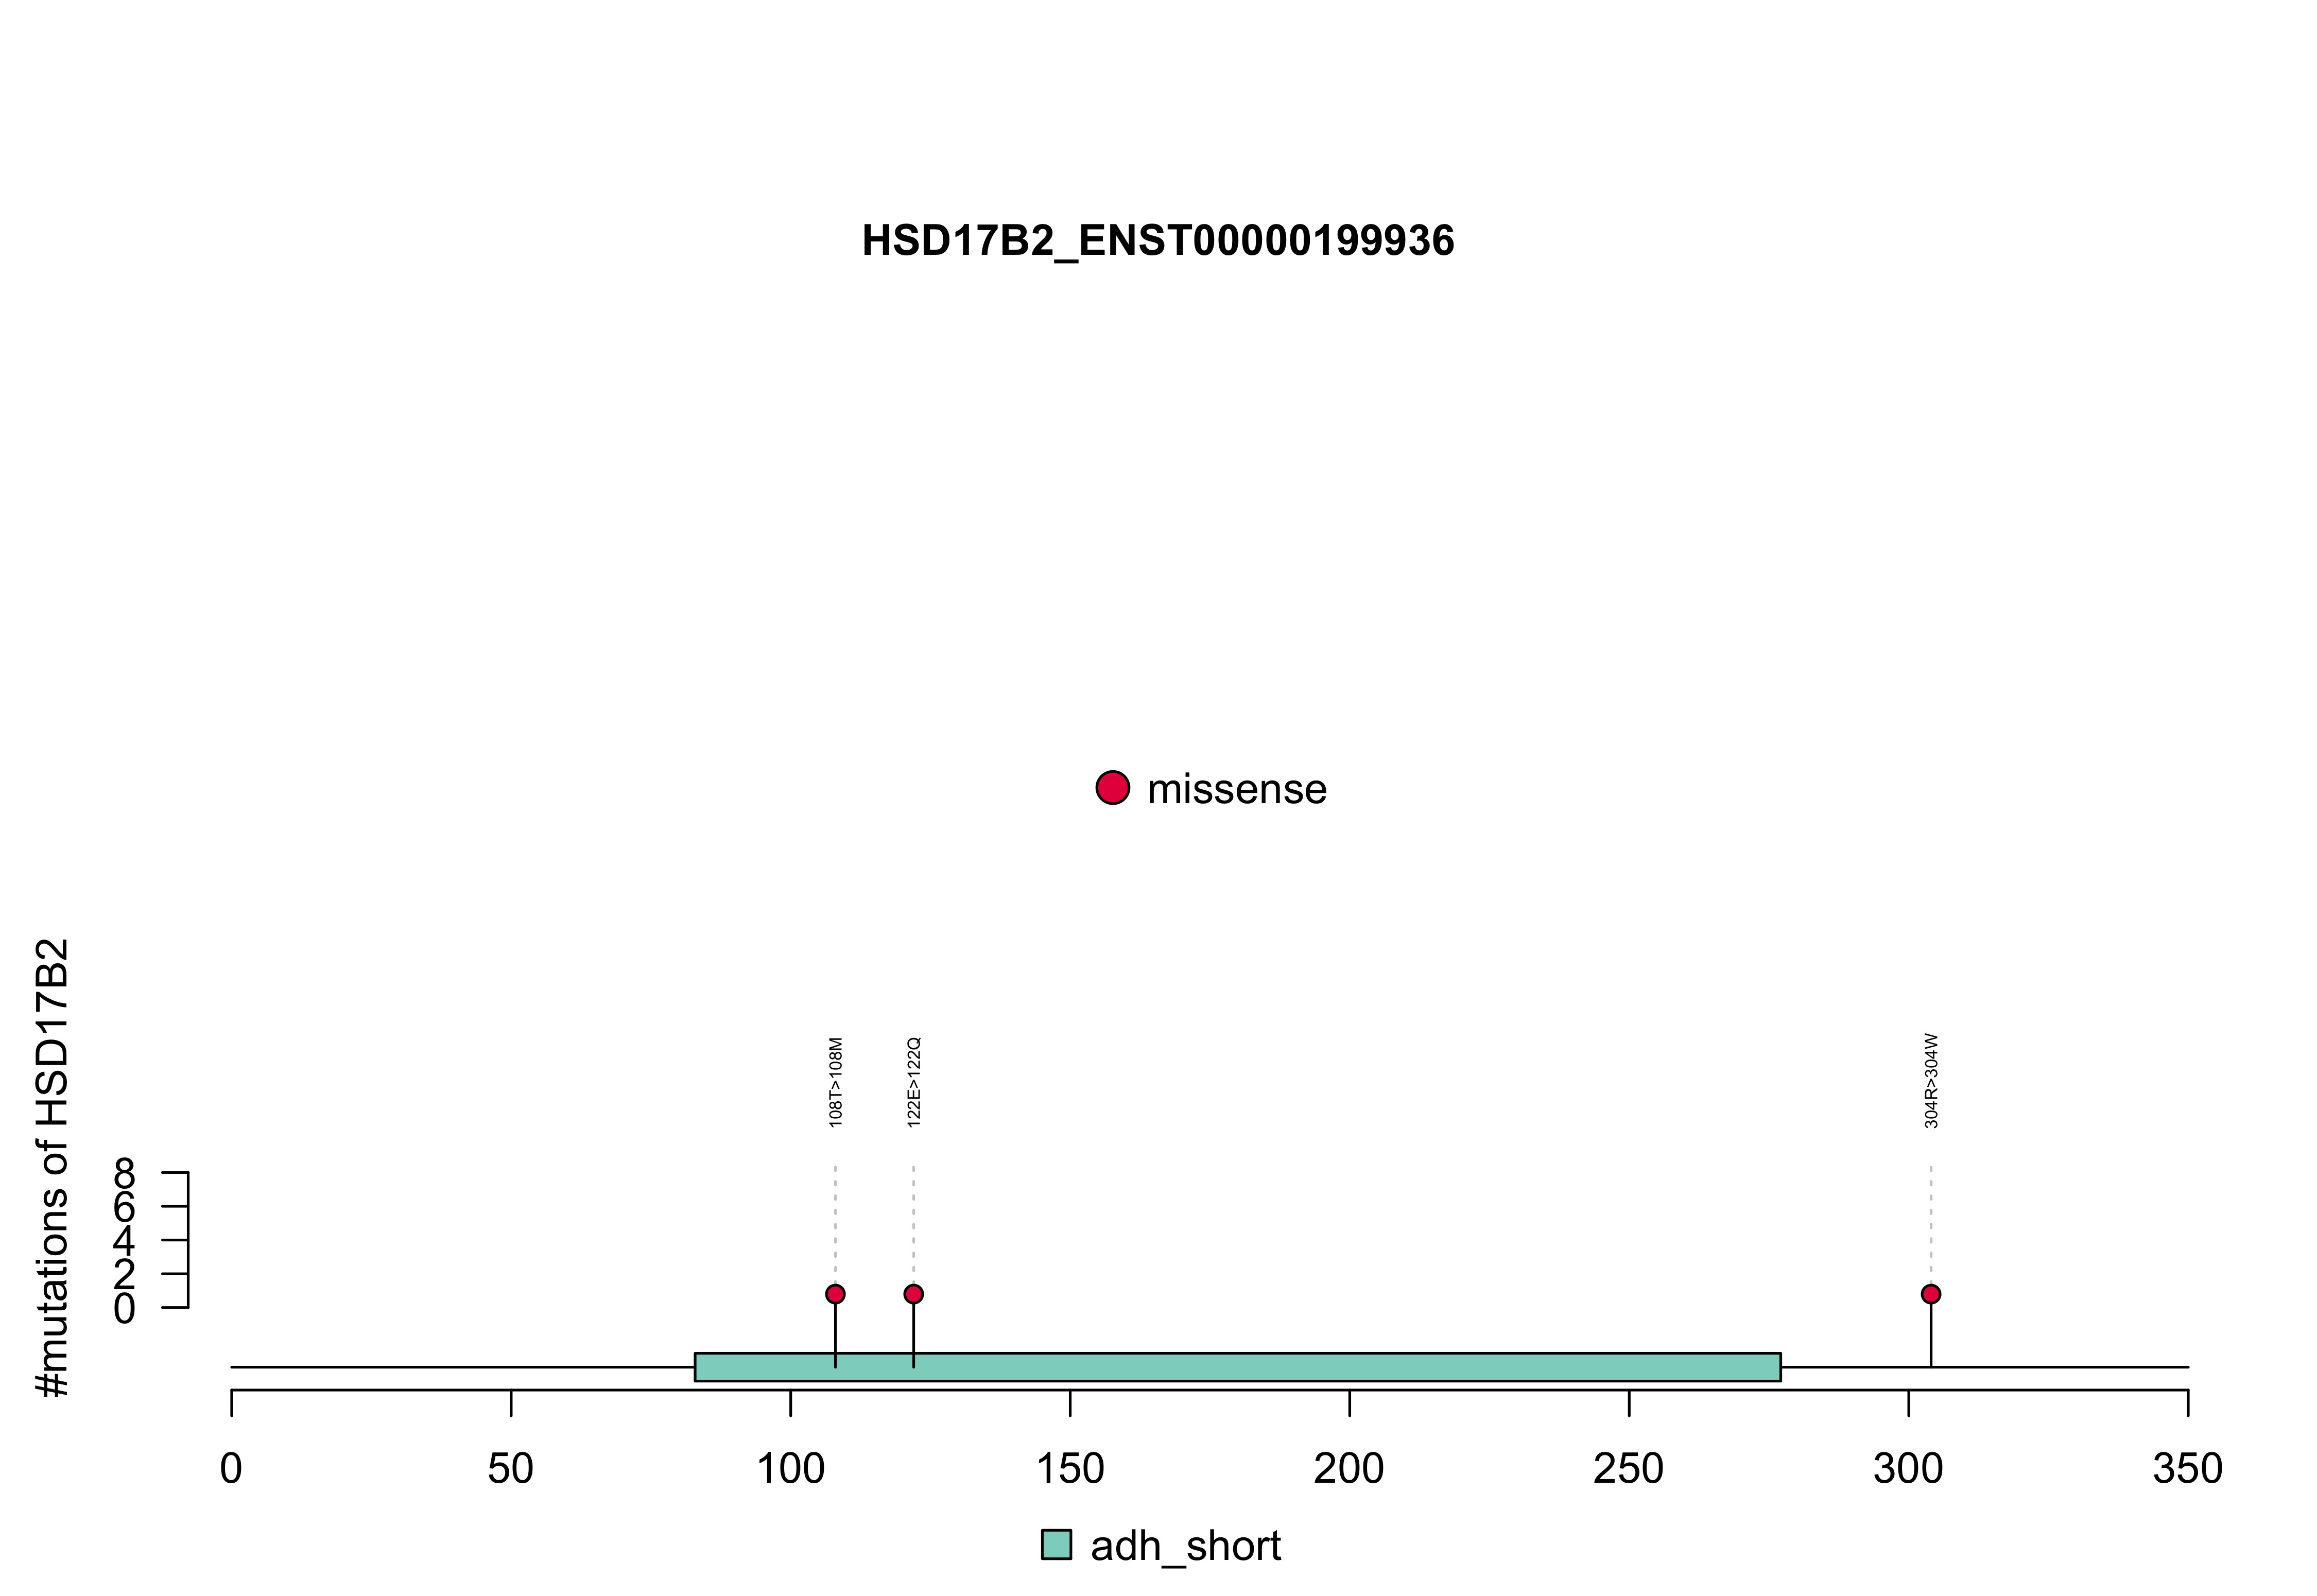 HSD17B2_ENST00000199936
missense
#mutations of HSD17B2
108T>108M
122E>122Q
304R>304W
8
6
4
2
0
0 50 100 150 200 250 300 350
adh_short